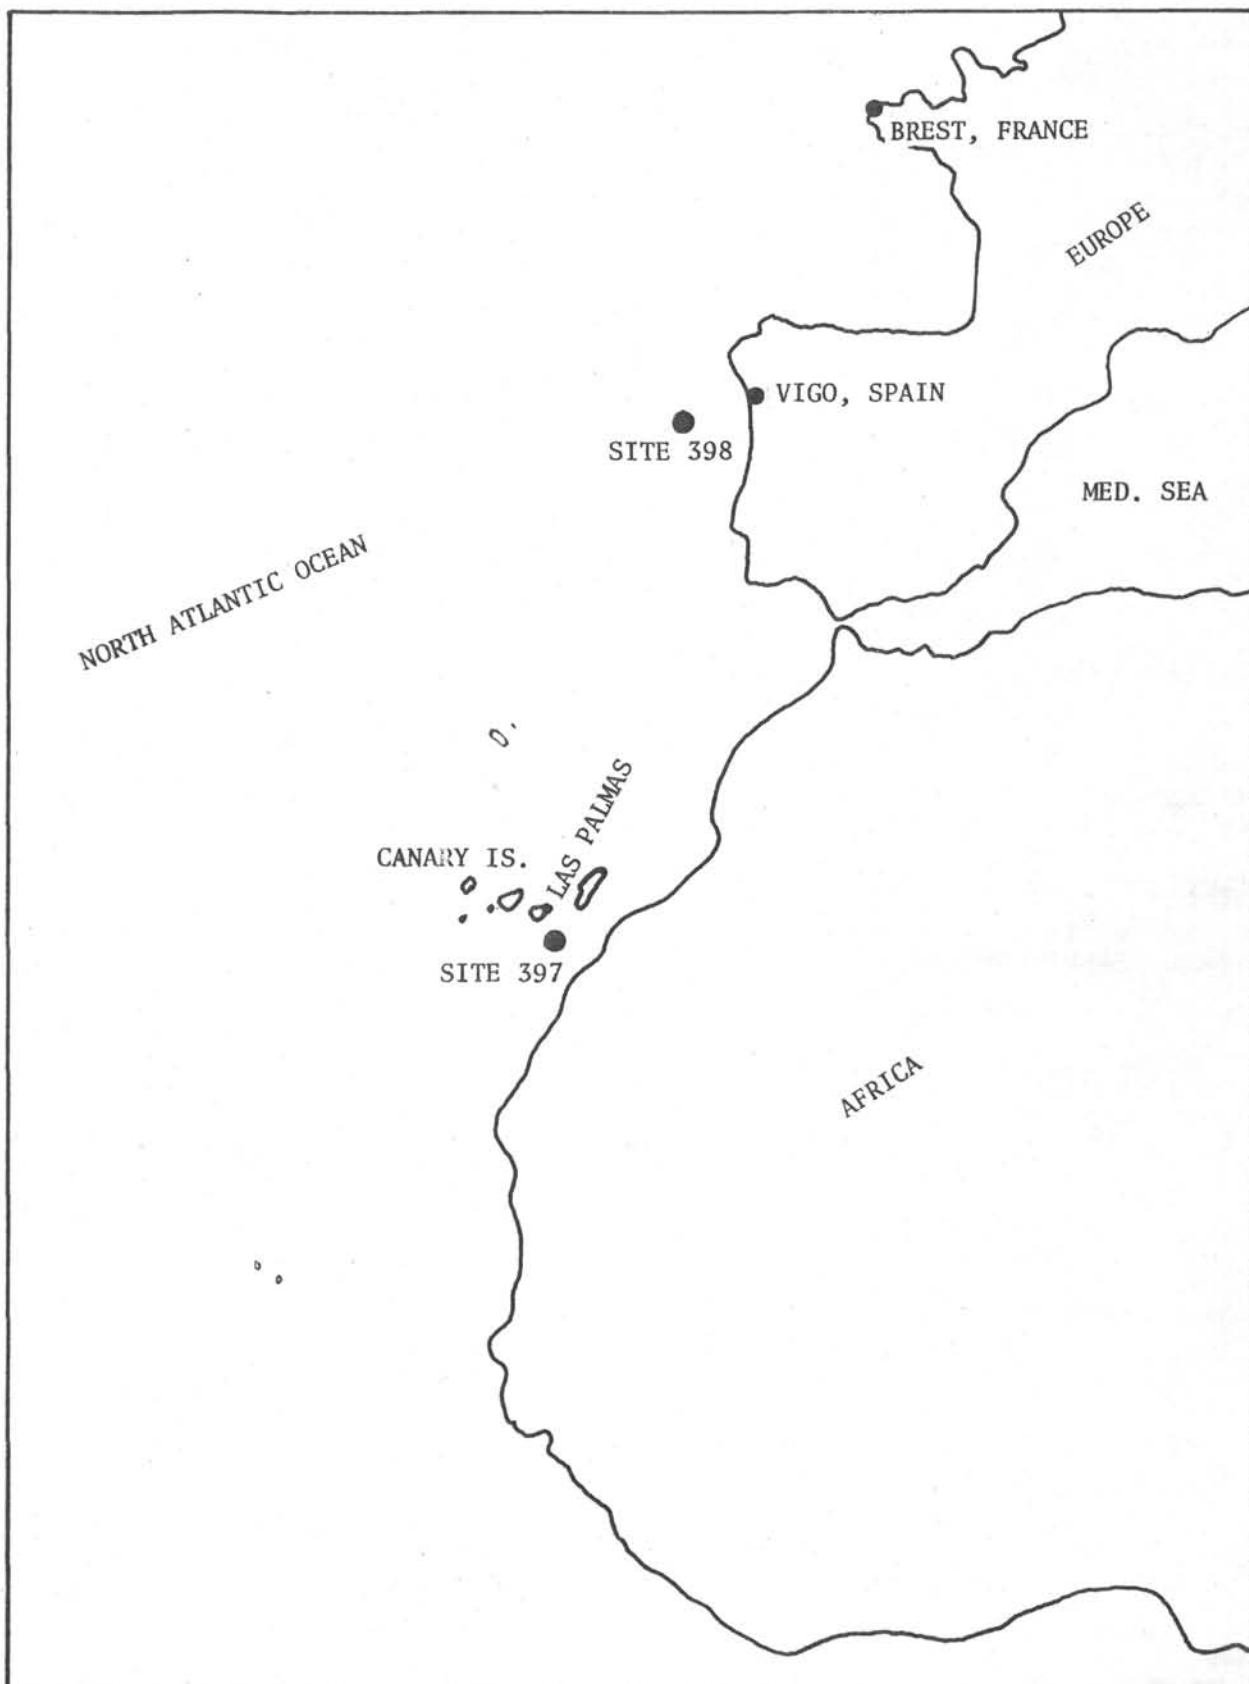 BREST, FRANCE
EUROPE
VIGO, SPAIN
SITE 398
MED. SEA
NORTH ATLANTIC OCEAN
LAS PALMAS
CANARY IS.
SITE 397
AFRICA